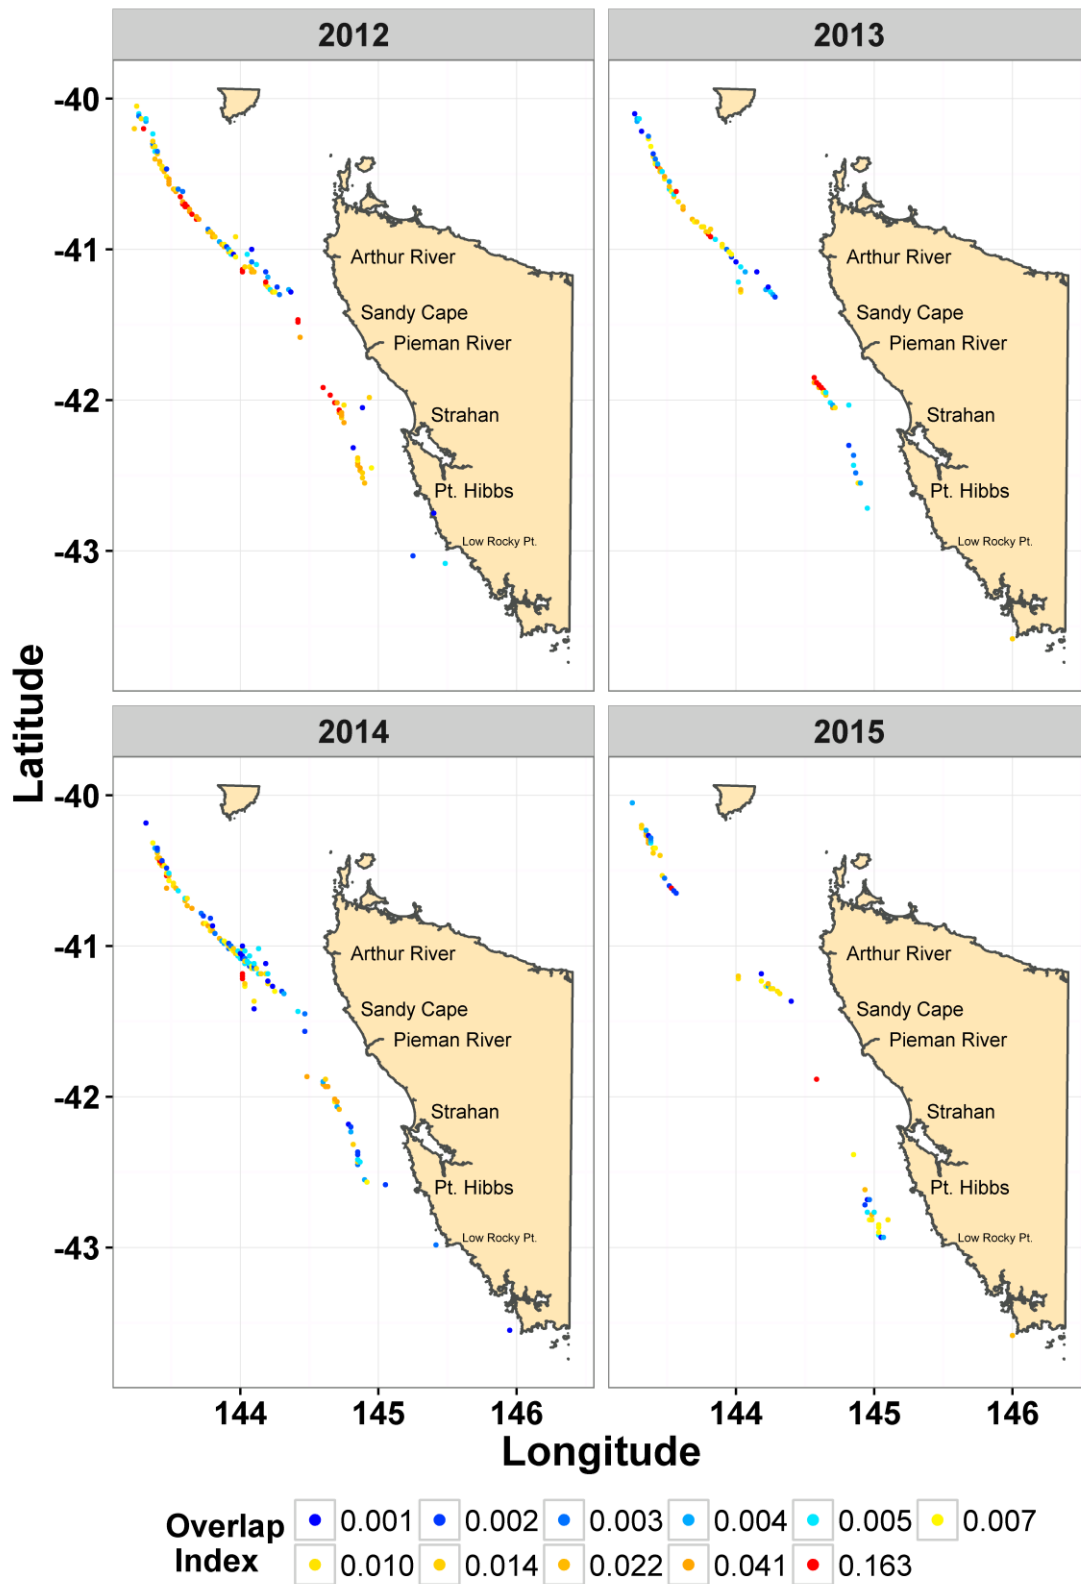 2012
2013
-40
-41
-42
-43
Arthur River
Sandy Cape
Pieman River
Strahan
Pt. Hibbs
Low Rocky Pt.
Arthur River
Sandy Cape
Pieman River
Strahan
Pt. Hibbs
Low Rocky Pt.
Latitude
2014
2015
-40
-41
-42
-43
Arthur River
Sandy Cape
Pieman River
Strahan
Pt. Hibbs
Low Rocky Pt.
Arthur River
Sandy Cape
Pieman River
Strahan
Pt. Hibbs
Low Rocky Pt.
144 145 146
144 145 146
Longitude
Overlap
Index
0.001 0.002 0.003 0.004 0.005 0.007
0.010 0.014 0.022 0.041 0.163